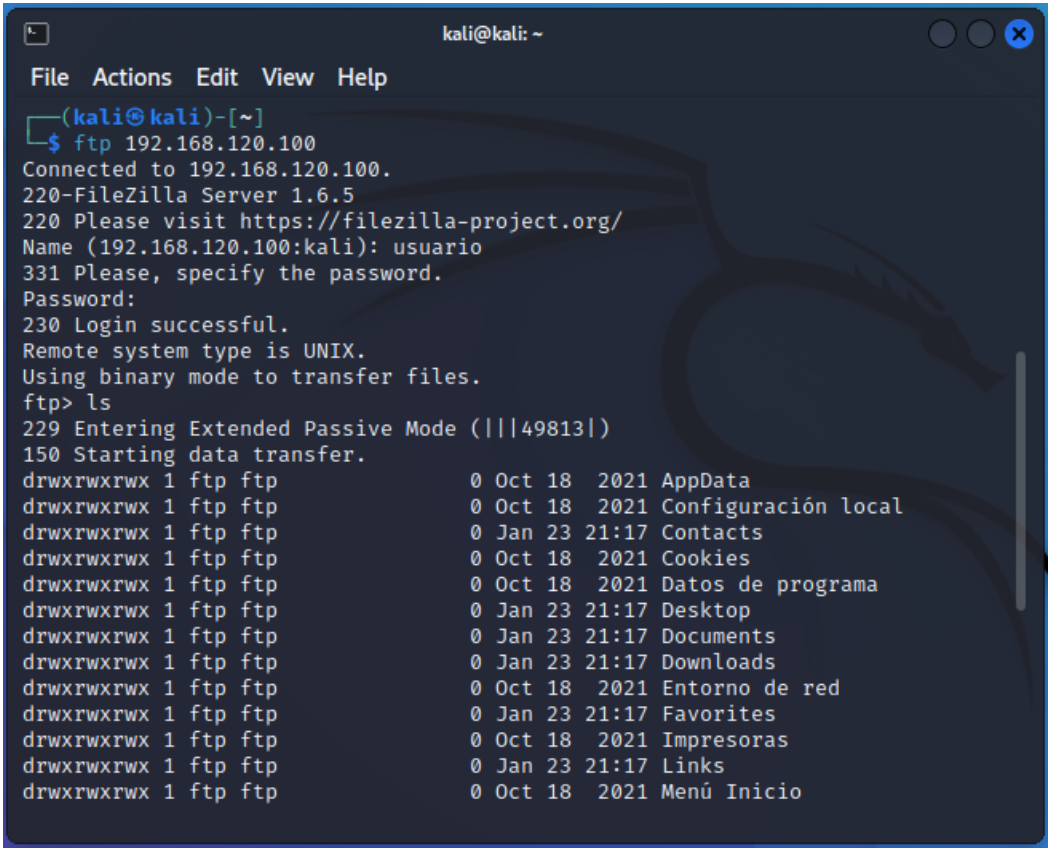 kali@kali: ~
File Actions Edit View Help
┌──(kali㉿kali)-[~]
└─$ ftp 192.168.120.100
Connected to 192.168.120.100.
220-FileZilla Server 1.6.5
220 Please visit https://filezilla-project.org/
Name (192.168.120.100:kali): usuario
331 Please, specify the password.
Password:
230 Login successful.
Remote system type is UNIX.
Using binary mode to transfer files.
ftp> ls
229 Entering Extended Passive Mode (|||49813|)
150 Starting data transfer.
drwxrwxrwx 1 ftp ftp               0 Oct 18  2021 AppData
drwxrwxrwx 1 ftp ftp               0 Oct 18  2021 Configuración local
drwxrwxrwx 1 ftp ftp               0 Jan 23 21:17 Contacts
drwxrwxrwx 1 ftp ftp               0 Oct 18  2021 Cookies
drwxrwxrwx 1 ftp ftp               0 Oct 18  2021 Datos de programa
drwxrwxrwx 1 ftp ftp               0 Jan 23 21:17 Desktop
drwxrwxrwx 1 ftp ftp               0 Jan 23 21:17 Documents
drwxrwxrwx 1 ftp ftp               0 Jan 23 21:17 Downloads
drwxrwxrwx 1 ftp ftp               0 Oct 18  2021 Entorno de red
drwxrwxrwx 1 ftp ftp               0 Jan 23 21:17 Favorites
drwxrwxrwx 1 ftp ftp               0 Oct 18  2021 Impresoras
drwxrwxrwx 1 ftp ftp               0 Jan 23 21:17 Links
drwxrwxrwx 1 ftp ftp               0 Oct 18  2021 Menú Inicio